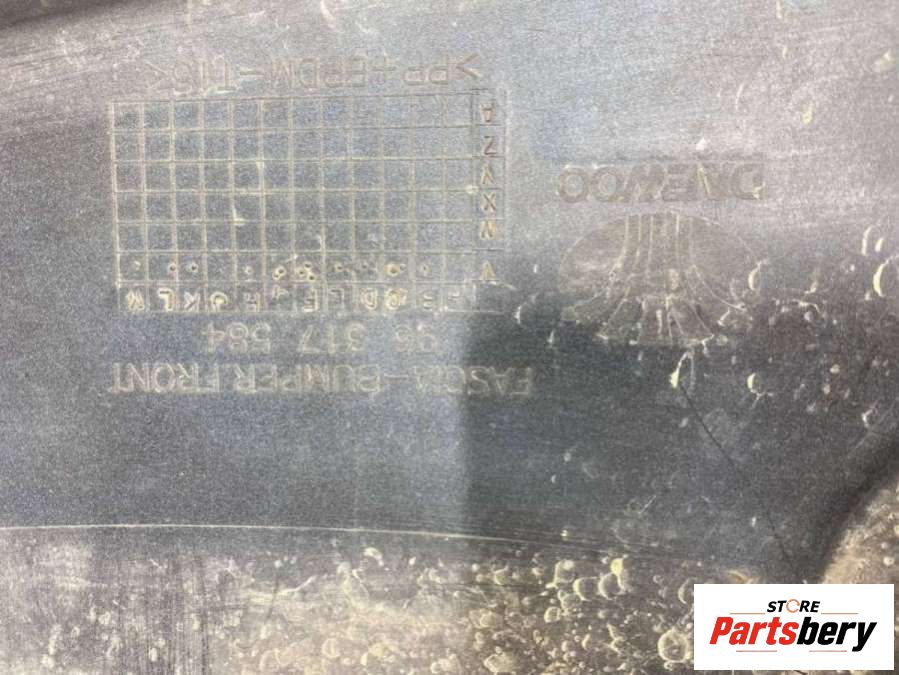 FASCIA-BUMPER FRONT
96 317 584
V
W
X
Y
Z
A
>PP+EPDM-T15<
DAEWOO
STORE
Partsbery